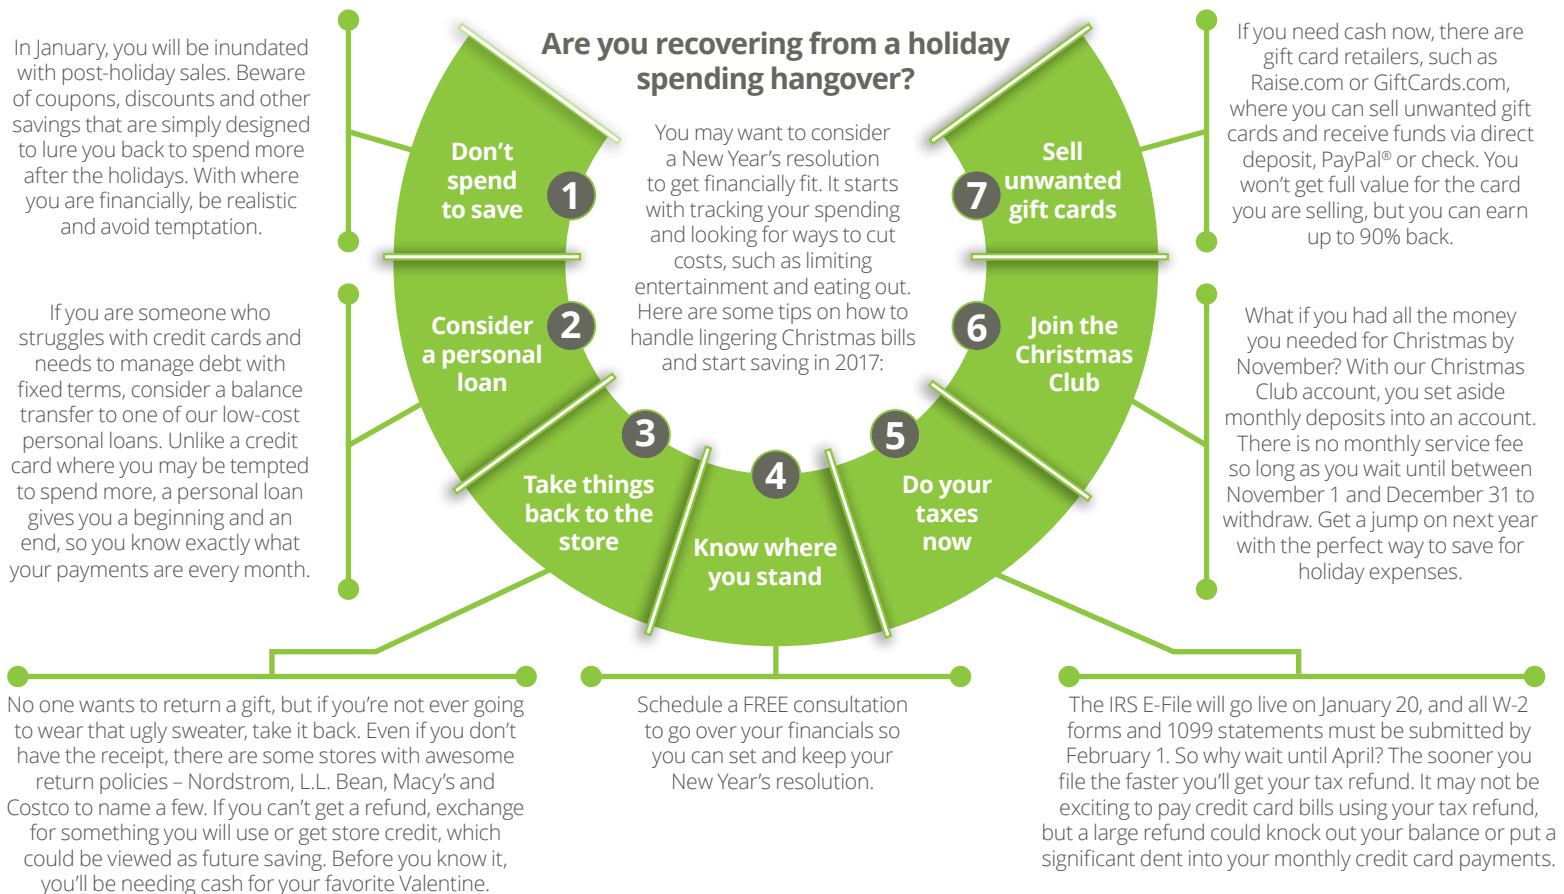 Are you recovering from a holiday
spending hangover?
You may want to consider
a New Year’s resolution
to get financially fit. It starts
with tracking your spending
and looking for ways to cut
costs, such as limiting
entertainment and eating out.
Here are some tips on how to
handle lingering Christmas bills
and start saving in 2017:
1
Don’t
spend
to save
In January, you will be inundated
with post-holiday sales. Beware
of coupons, discounts and other
savings that are simply designed
to lure you back to spend more
after the holidays. With where
you are financially, be realistic
and avoid temptation.
2
Consider
a personal
loan
If you are someone who
struggles with credit cards and
needs to manage debt with
fixed terms, consider a balance
transfer to one of our low-cost
personal loans. Unlike a credit
card where you may be tempted
to spend more, a personal loan
gives you a beginning and an
end, so you know exactly what
your payments are every month.
3
Take things
back to the
store
No one wants to return a gift, but if you’re not ever going
to wear that ugly sweater, take it back. Even if you don’t
have the receipt, there are some stores with awesome
return policies – Nordstrom, L.L. Bean, Macy’s and
Costco to name a few. If you can’t get a refund, exchange
for something you will use or get store credit, which
could be viewed as future saving. Before you know it,
you’ll be needing cash for your favorite Valentine.
4
Know where
you stand
Schedule a FREE consultation
to go over your financials so
you can set and keep your
New Year’s resolution.
5
Do your
taxes
now
The IRS E-File will go live on January 20, and all W-2
forms and 1099 statements must be submitted by
February 1. So why wait until April? The sooner you
file the faster you’ll get your tax refund. It may not be
exciting to pay credit card bills using your tax refund,
but a large refund could knock out your balance or put a
significant dent into your monthly credit card payments.
6
Join the
Christmas
Club
What if you had all the money
you needed for Christmas by
November? With our Christmas
Club account, you set aside
monthly deposits into an account.
There is no monthly service fee
so long as you wait until between
November 1 and December 31 to
withdraw. Get a jump on next year
with the perfect way to save for
holiday expenses.
7
Sell
unwanted
gift cards
If you need cash now, there are
gift card retailers, such as
Raise.com or GiftCards.com,
where you can sell unwanted gift
cards and receive funds via direct
deposit, PayPal® or check. You
won’t get full value for the card
you are selling, but you can earn
up to 90% back.